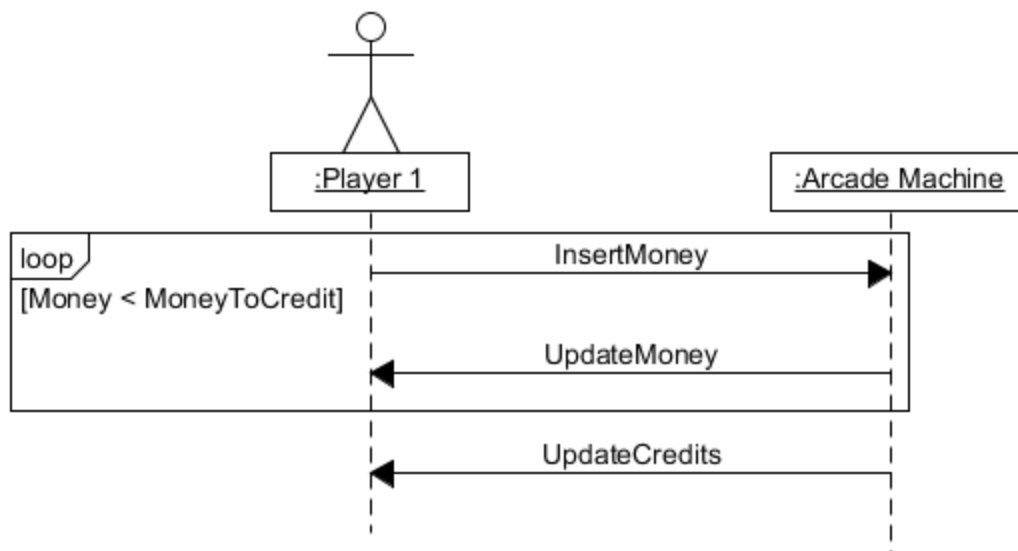 :Player 1
:Arcade Machine
loop
InsertMoney
[Money < MoneyToCredit]
UpdateMoney
UpdateCredits